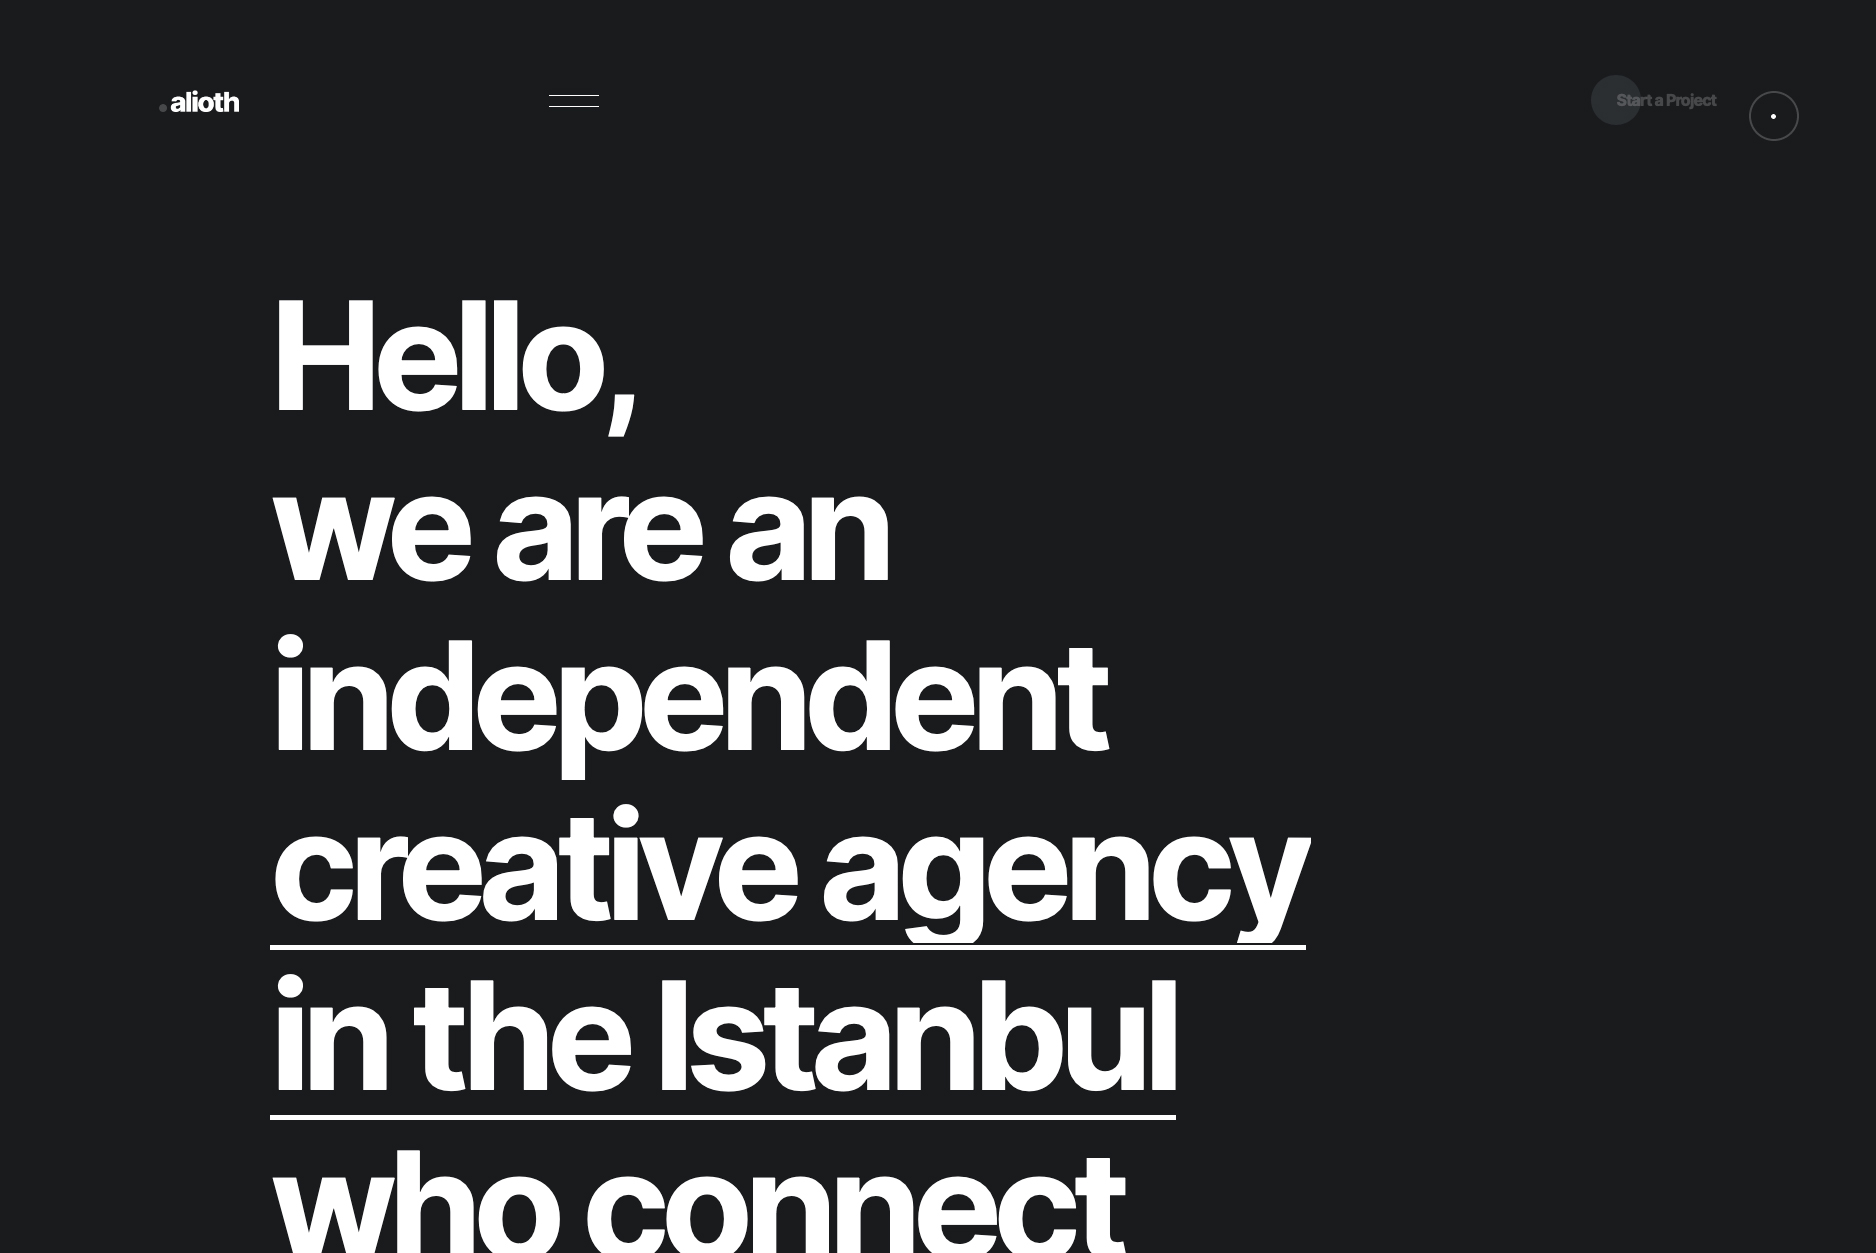 .alioth
Start a Project
Hello,
we are an
independent
creative agency
in the Istanbul
who connect